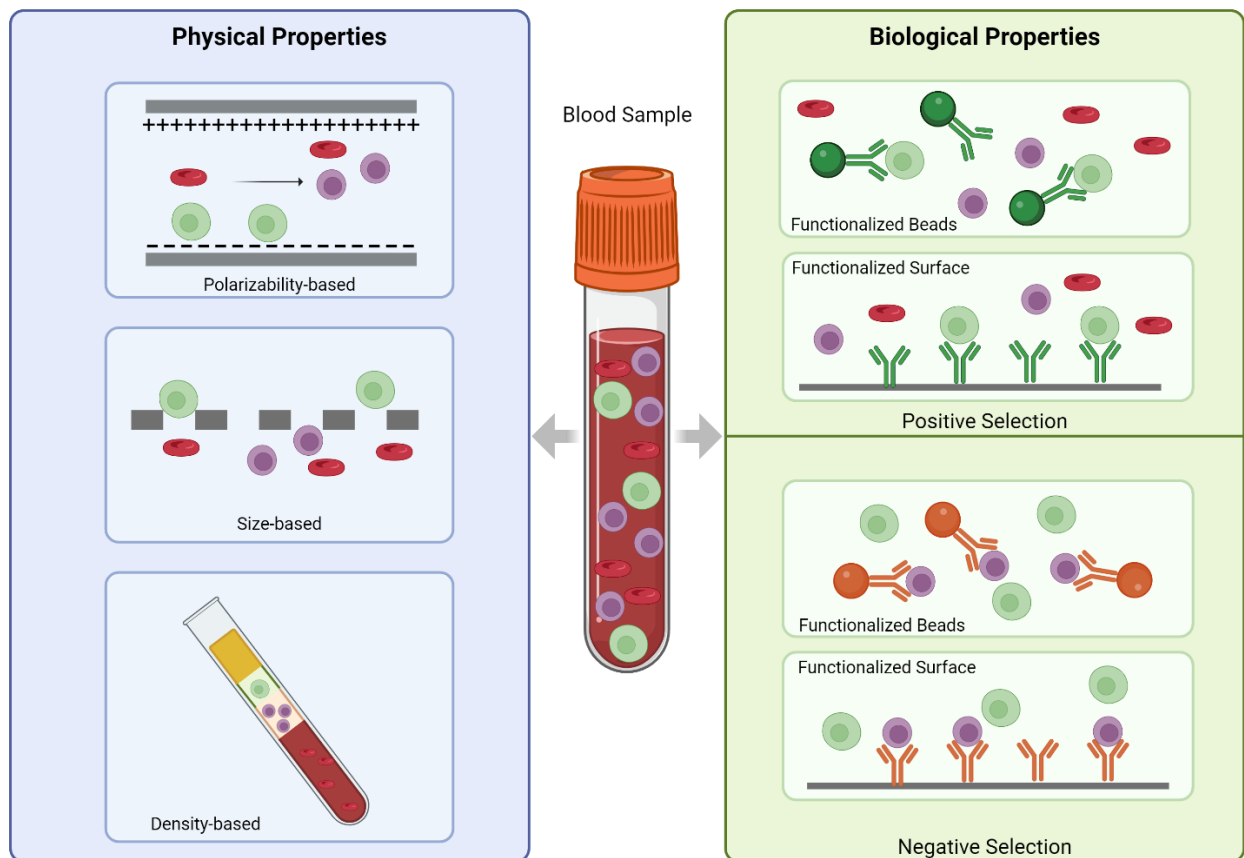 Physical Properties
++++++++++++++++++++
Polarizability-based
Size-based
Density-based
Blood Sample
Biological Properties
Functionalized Beads
Functionalized Surface
Positive Selection
Functionalized Beads
Functionalized Surface
Negative Selection